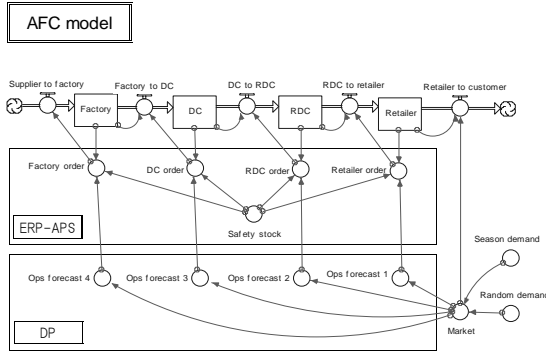 AFC model
Supplier to factory
Factory to DC
DC to RDC
RDC to retailer
Retailer to customer
Factory
DC
RDC
Retailer
Factory order
DC order
RDC order
Retailer order
ERP-APS
Safety stock
Season demand
Ops forecast 4
Ops forecast 3
Ops forecast 2
Ops forecast 1
Random demand
Market
DP